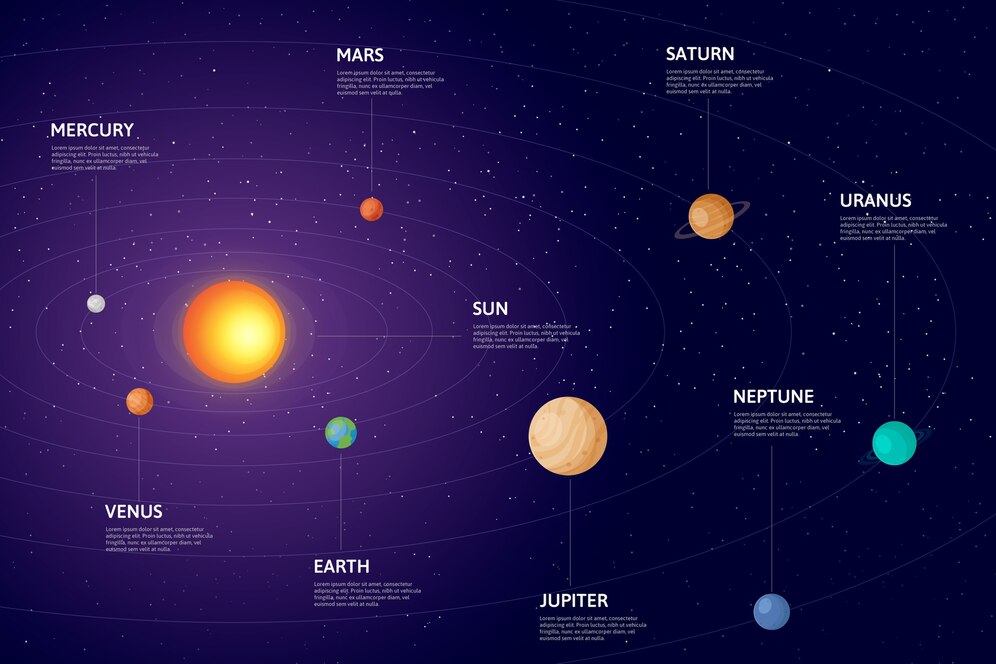 MARS
Lorem ipsum dolor sit amet, consectetur
adipiscing elit. Proin luctus, nibh ut vehicula
fringilla, nunc et ullamcorper diam, vel
euismod sem velit at quilla.
SATURN
Lorem ipsum dolor sit amet, consectetur
adipiscing elit. Proin luctus, nibh ut vehicula
fringilla, nunc et ullamcorper diam, vel
euismod sem velit at nulla.
MERCURY
Lorem ipsum dolor sit amet, consectetur
adipiscing elit. Proin luctus, nibh ut vehicula
fringilla, nunc et ullamcorper diam, vel
euismod sem velit at nulla.
URANUS
Lorem ipsum dolor sit amet, consectetur
adipiscing elit. Proin luctus, nibh ut vehicula
fringilla, nunc et ullamcorper diam, vel
euismod sem velit at nulla.
SUN
Lorem ipsum dolor sit amet, consectetur
adipiscing elit. Proin luctus, nibh ut vehicula
fringilla, nunc et ullamcorper diam, vel
euismod sem velit at nulla.
NEPTUNE
Lorem ipsum dolor sit amet, consectetur
adipiscing elit. Proin luctus, nibh ut vehicula
fringilla, nunc et ullamcorper diam, vel
euismod sem velit at nulla.
VENUS
Lorem ipsum dolor sit amet, consectetur
adipiscing elit. Proin luctus, nibh ut vehicula
fringilla, nunc et ullamcorper diam, vel
euismod sem velit at nulla.
EARTH
Lorem ipsum dolor sit amet, consectetur
adipiscing elit. Proin luctus, nibh ut vehicula
fringilla, nunc et ullamcorper diam, vel
euismod sem velit at nulla.
JUPITER
Lorem ipsum dolor sit amet, consectetur
adipiscing elit. Proin luctus, nibh ut vehicula
fringilla, nunc et ullamcorper diam, vel
euismod sem velit at nulla.